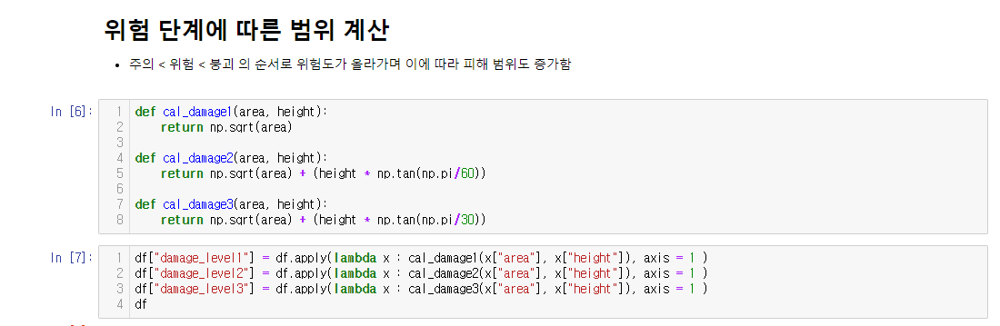 위험 단계에 따른 범위 계산
• 주의 < 위험 < 붕괴 의 순서로 위험도가 올라가며 이에 따라 피해 범위도 증가함
In [6]:
1 def cal_damage1(area, height):
2     return np.sqrt(area)
3
4 def cal_damage2(area, height):
5     return np.sqrt(area) + (height * np.tan(np.pi/60))
6
7 def cal_damage3(area, height):
8     return np.sqrt(area) + (height * np.tan(np.pi/30))
In [7]:
1 df["damage_level1"] = df.apply(lambda x : cal_damage1(x["area"], x["height"]), axis = 1 )
2 df["damage_level2"] = df.apply(lambda x : cal_damage2(x["area"], x["height"]), axis = 1 )
3 df["damage_level3"] = df.apply(lambda x : cal_damage3(x["area"], x["height"]), axis = 1 )
4 df